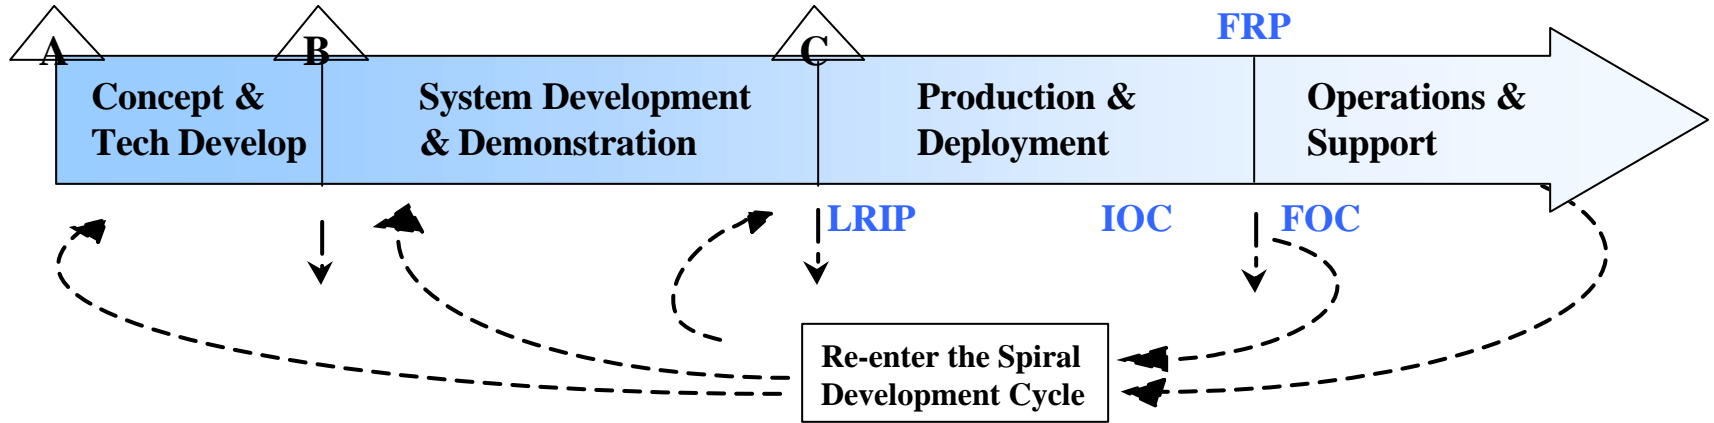 FRP
A
B
C
Concept &
Tech Develop
System Development
& Demonstration
Production &
Deployment
Operations &
Support
LRIP
IOC
FOC
Re-enter the Spiral
Development Cycle